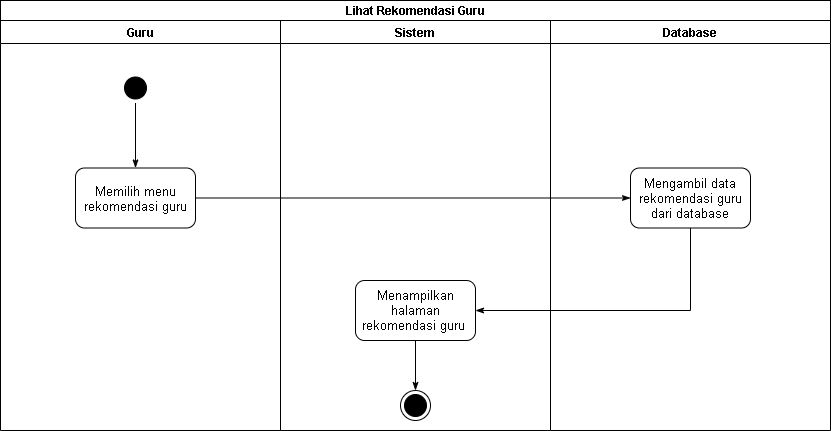 Lihat Rekomendasi Guru
Guru
Sistem
Database
Memilih menu
rekomendasi guru
Mengambil data
rekomendasi guru
dari database
Menampilkan
halaman
rekomendasi guru